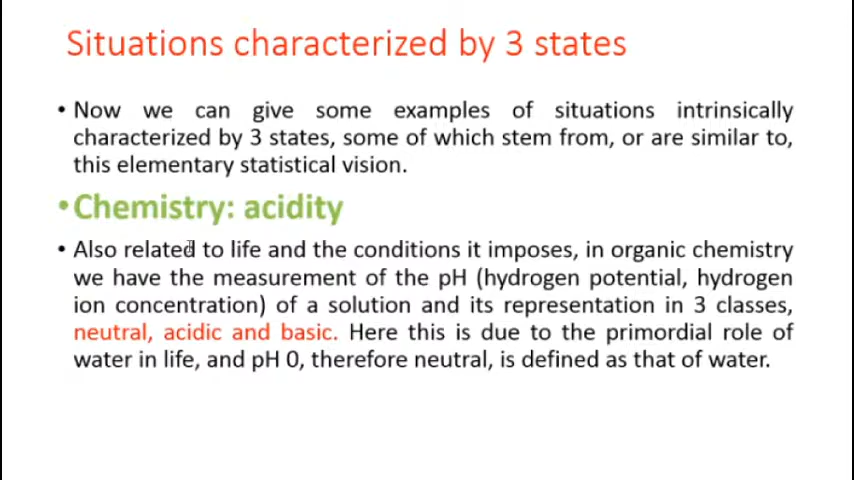 Situations characterized by 3 states
• Now we can give some examples of situations intrinsically
characterized by 3 states, some of which stem from, or are similar to,
this elementary statistical vision.
•Chemistry: acidity
• Also related to life and the conditions it imposes, in organic chemistry
we have the measurement of the pH (hydrogen potential, hydrogen
ion concentration) of a solution and its representation in 3 classes,
neutral, acidic and basic. Here this is due to the primordial role of
water in life, and pH 0, therefore neutral, is defined as that of water.